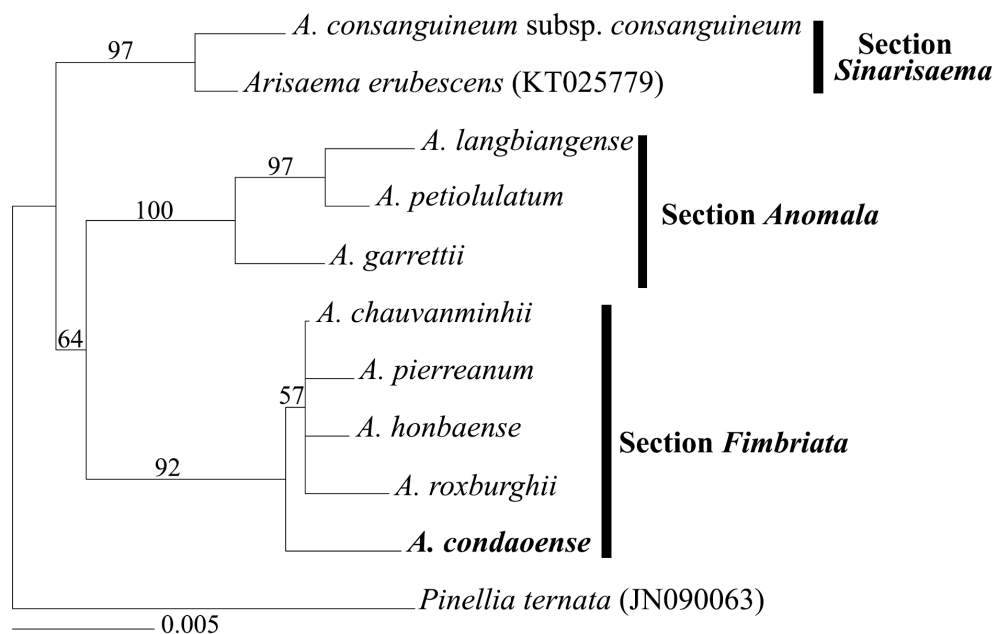 A. consanguineum subsp. consanguineum
Section
Sinarisaema
97
Arisaema erubescens (KT025779)
A. langbiangense
97
A. petiolulatum
100
Section Anomala
A. garrettii
A. chauvanminhii
64
A. pierreanum
57
A. honbaense
Section Fimbriata
92
A. roxburghii
A. condaoense
Pinellia ternata (JN090063)
0.005